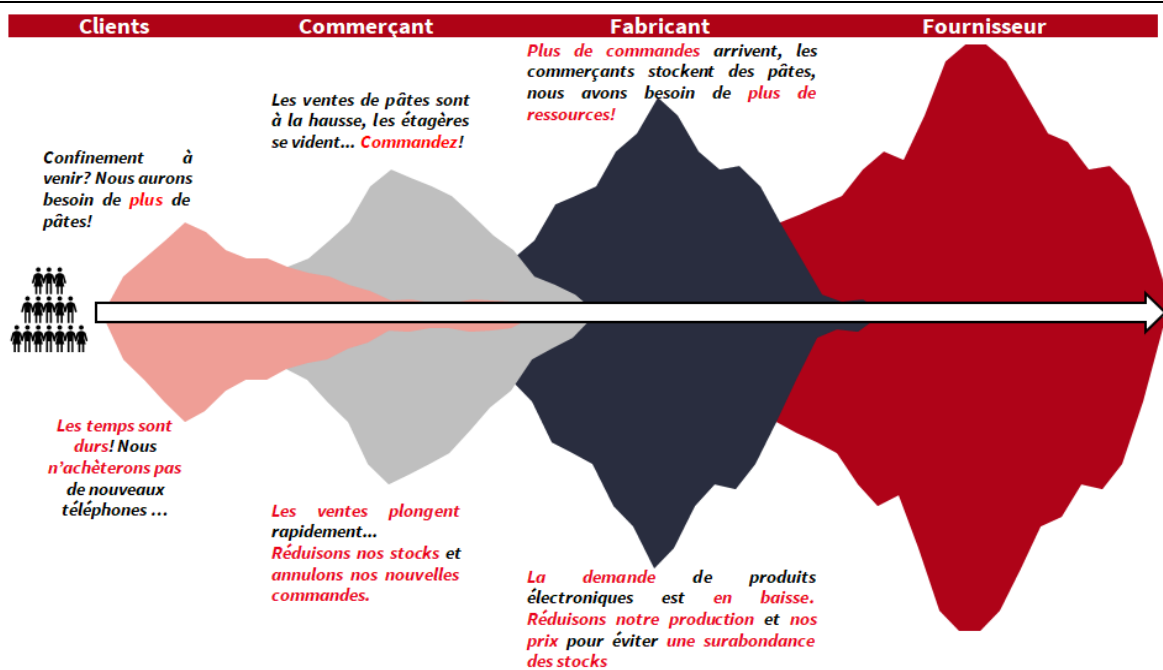 Clients
Commerçant
Fabricant
Fournisseur
Confinement à
venir? Nous aurons
besoin de plus de
pâtes!
Les ventes de pâtes sont
à la hausse, les étagères
se vident... Commandez!
Plus de commandes arrivent, les
commerçants stockent des pâtes,
nous avons besoin de plus de
ressources!
Les temps sont
durs! Nous
n'achèterons pas
de nouveaux
téléphones ...
Les ventes plongent
rapidement...
Réduisons nos stocks et
annulons nos nouvelles
commandes.
La demande de produits
électroniques est en baisse.
Réduisons notre production et nos
prix pour éviter une surabondance
des stocks